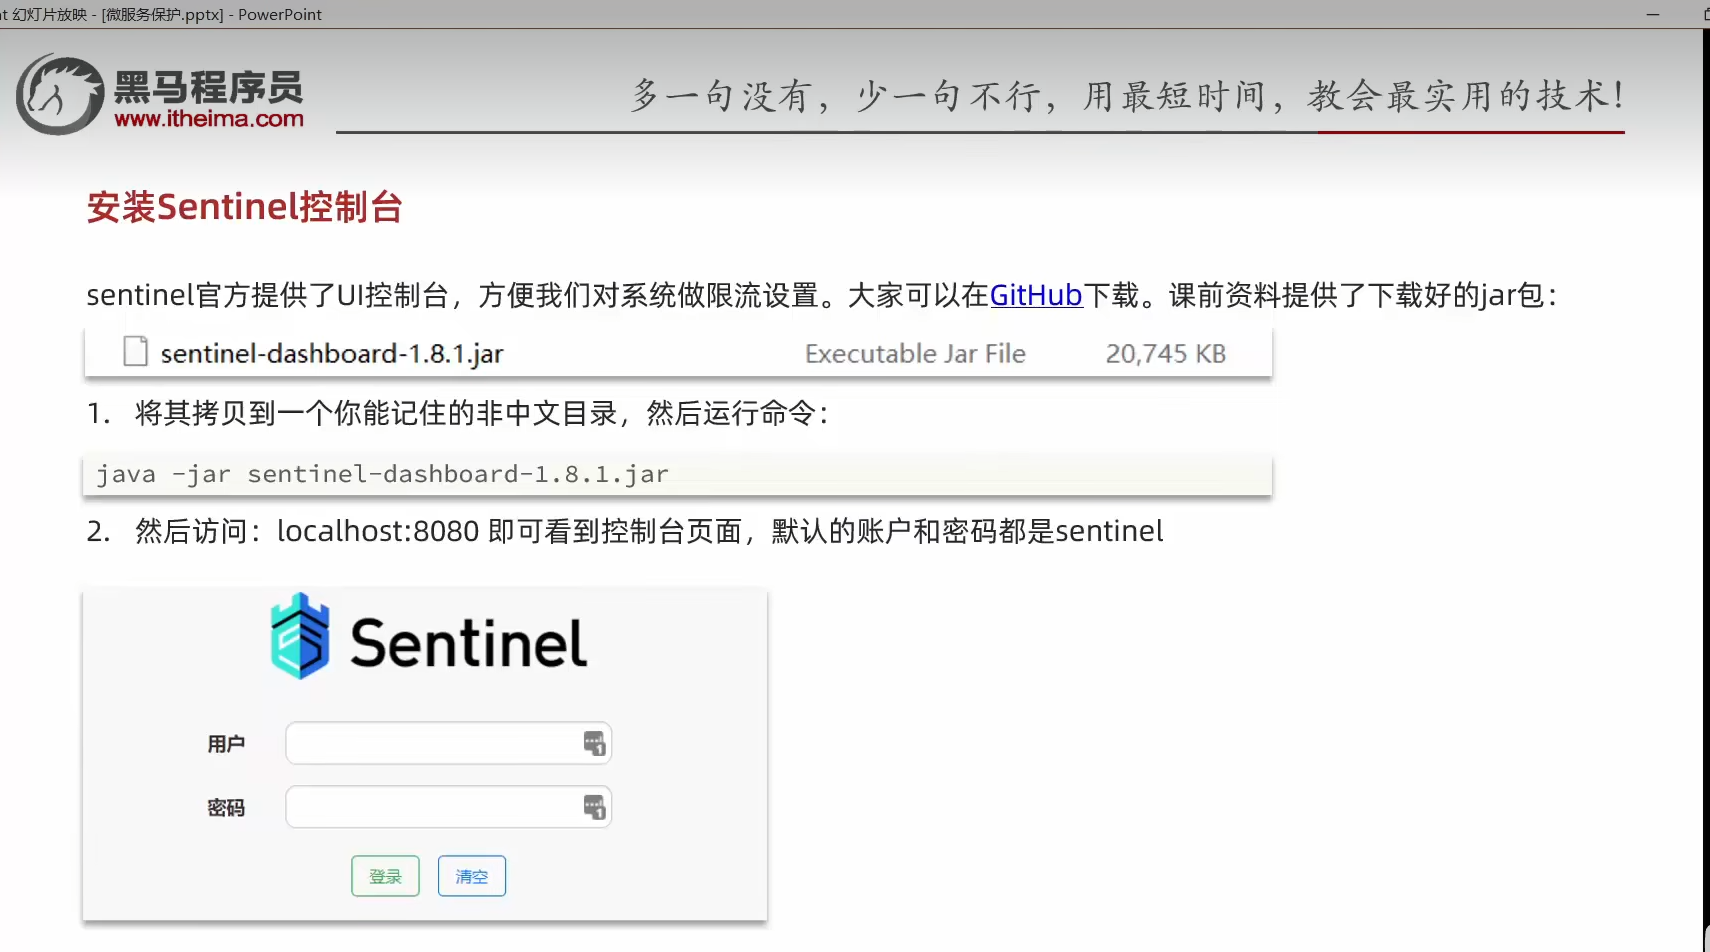 t 幻灯片放映 - [微服务保护.pptx] - PowerPoint
黑马程序员
www.itheima.com
多一句没有，少一句不行，用最短时间，教会最实用的技术！
安装Sentinel控制台
sentinel官方提供了UI控制台，方便我们对系统做限流设置。大家可以在GitHub下载。课前资料提供了下载好的jar包：
sentinel-dashboard-1.8.1.jar Executable Jar File 20,745 KB
1. 将其拷贝到一个你能记住的非中文目录，然后运行命令：
java -jar sentinel-dashboard-1.8.1.jar
2. 然后访问：localhost:8080 即可看到控制台页面，默认的账户和密码都是sentinel
Sentinel
用户
密码
登录 清空